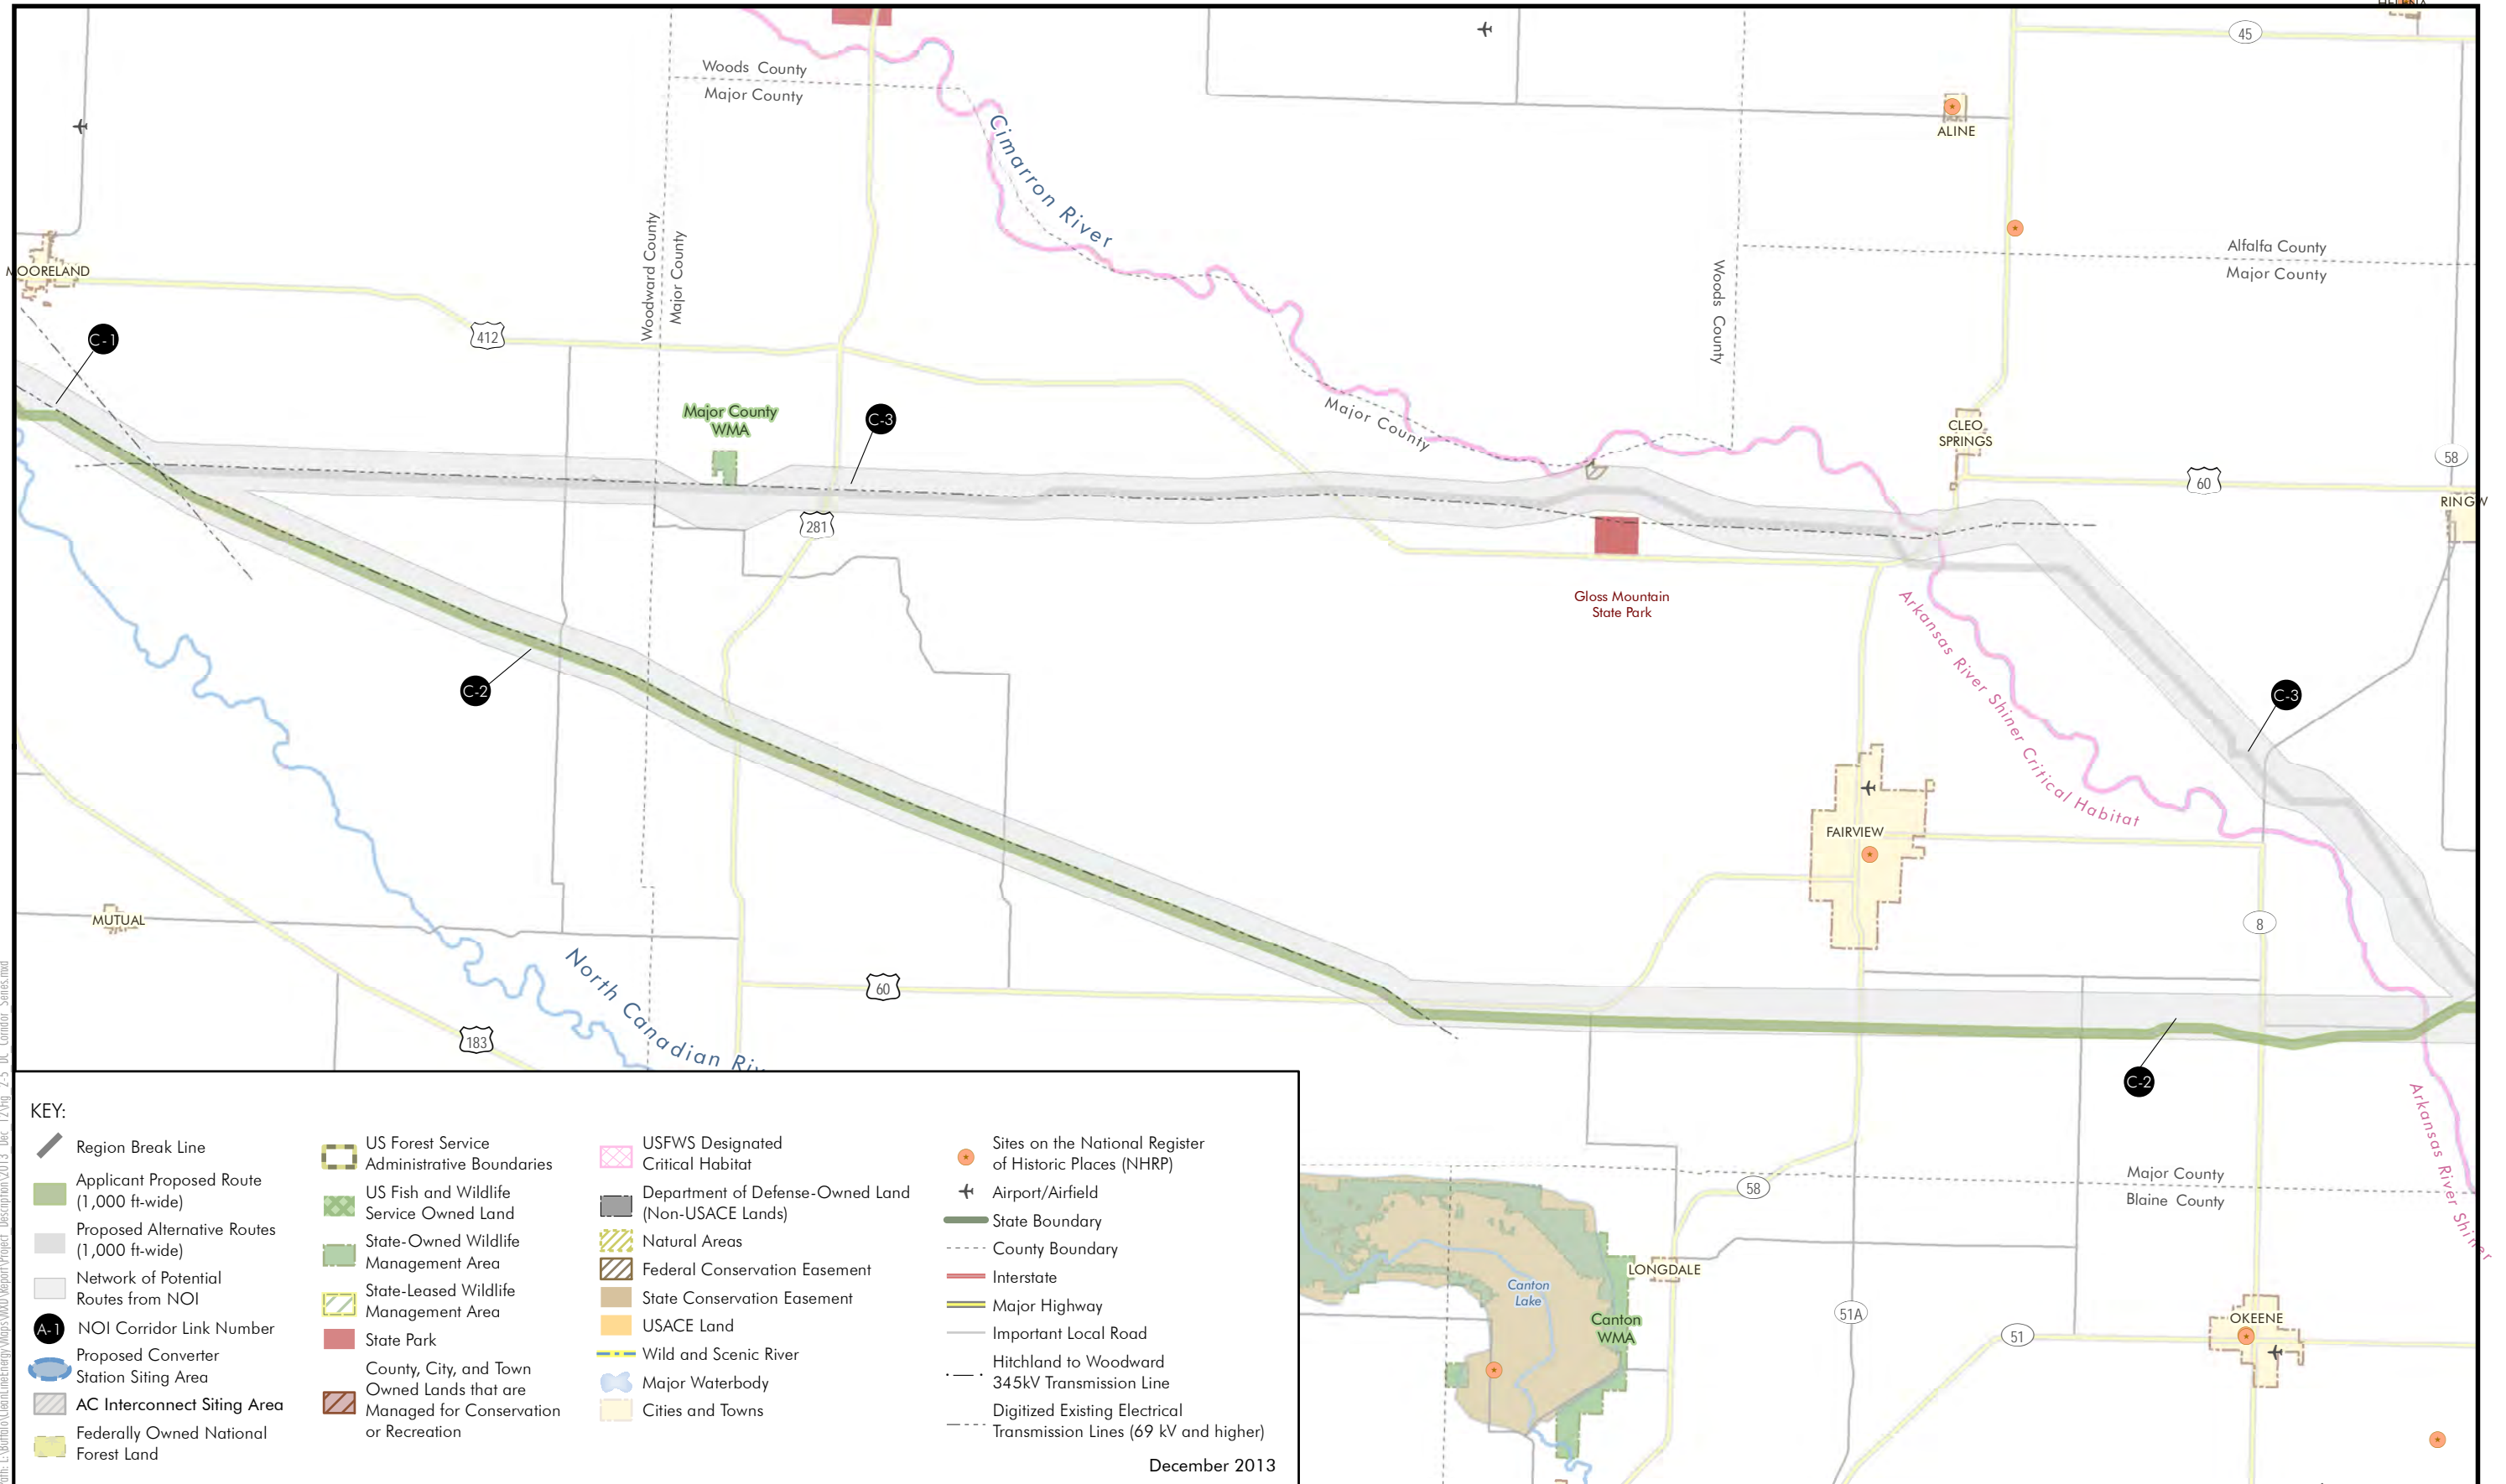 45
Woods County
Major County
Cimarron River
ALINE
Woodward County
Major County
Woods County
Alfalfa County
Major County
MOORELAND
412
C-1
Major County
WMA
C-3
Major County
CLEO
SPRINGS
58
60
281
Gloss Mountain
State Park
Arkansas River Shiner Critical Habitat
C-2
C-3
FAIRVIEW
MUTUAL
8
North Canadian
60
183
C-2
Arkansas River Shiner
Major County
Blaine County
58
LONGDALE
Canton
Lake
Canton
WMA
51A
51
OKEENE
KEY:
Region Break Line
Applicant Proposed Route
(1,000 ft-wide)
Proposed Alternative Routes
(1,000 ft-wide)
Network of Potential
Routes from NOI
A-1 NOI Corridor Link Number
Proposed Converter
Station Siting Area
AC Interconnect Siting Area
Federally Owned National
Forest Land
US Forest Service
Administrative Boundaries
US Fish and Wildlife
Service Owned Land
State-Owned Wildlife
Management Area
State-Leased Wildlife
Management Area
State Park
County, City, and Town
Owned Lands that are
Managed for Conservation
or Recreation
USFWS Designated
Critical Habitat
Department of Defense-Owned Land
(Non-USACE Lands)
Natural Areas
Federal Conservation Easement
State Conservation Easement
USACE Land
Wild and Scenic River
Major Waterbody
Cities and Towns
Sites on the National Register
of Historic Places (NHRP)
Airport/Airfield
State Boundary
County Boundary
Interstate
Major Highway
Important Local Road
Hitchland to Woodward
345kV Transmission Line
Digitized Existing Electrical
Transmission Lines (69 kV and higher)
December 2013